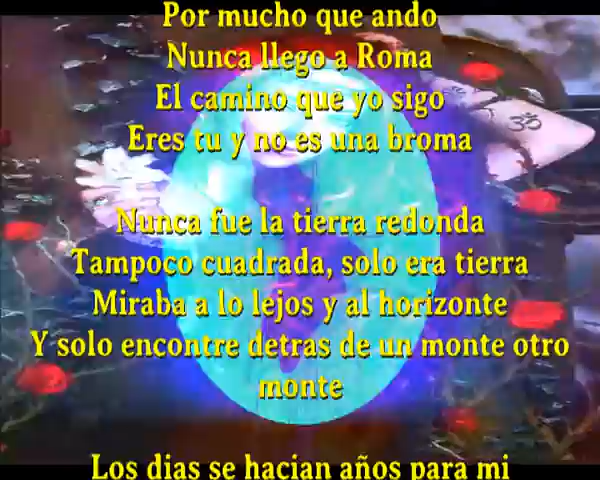 Por mucho que ando
Nunca llego a Roma
El camino que yo sigo
Eres tu y no es una broma
Nunca fue la tierra redonda
Tampoco cuadrada, solo era tierra
Miraba a lo lejos y al horizonte
Y solo encontre detras de un monte otro
monte
Los dias se hacian años para mi